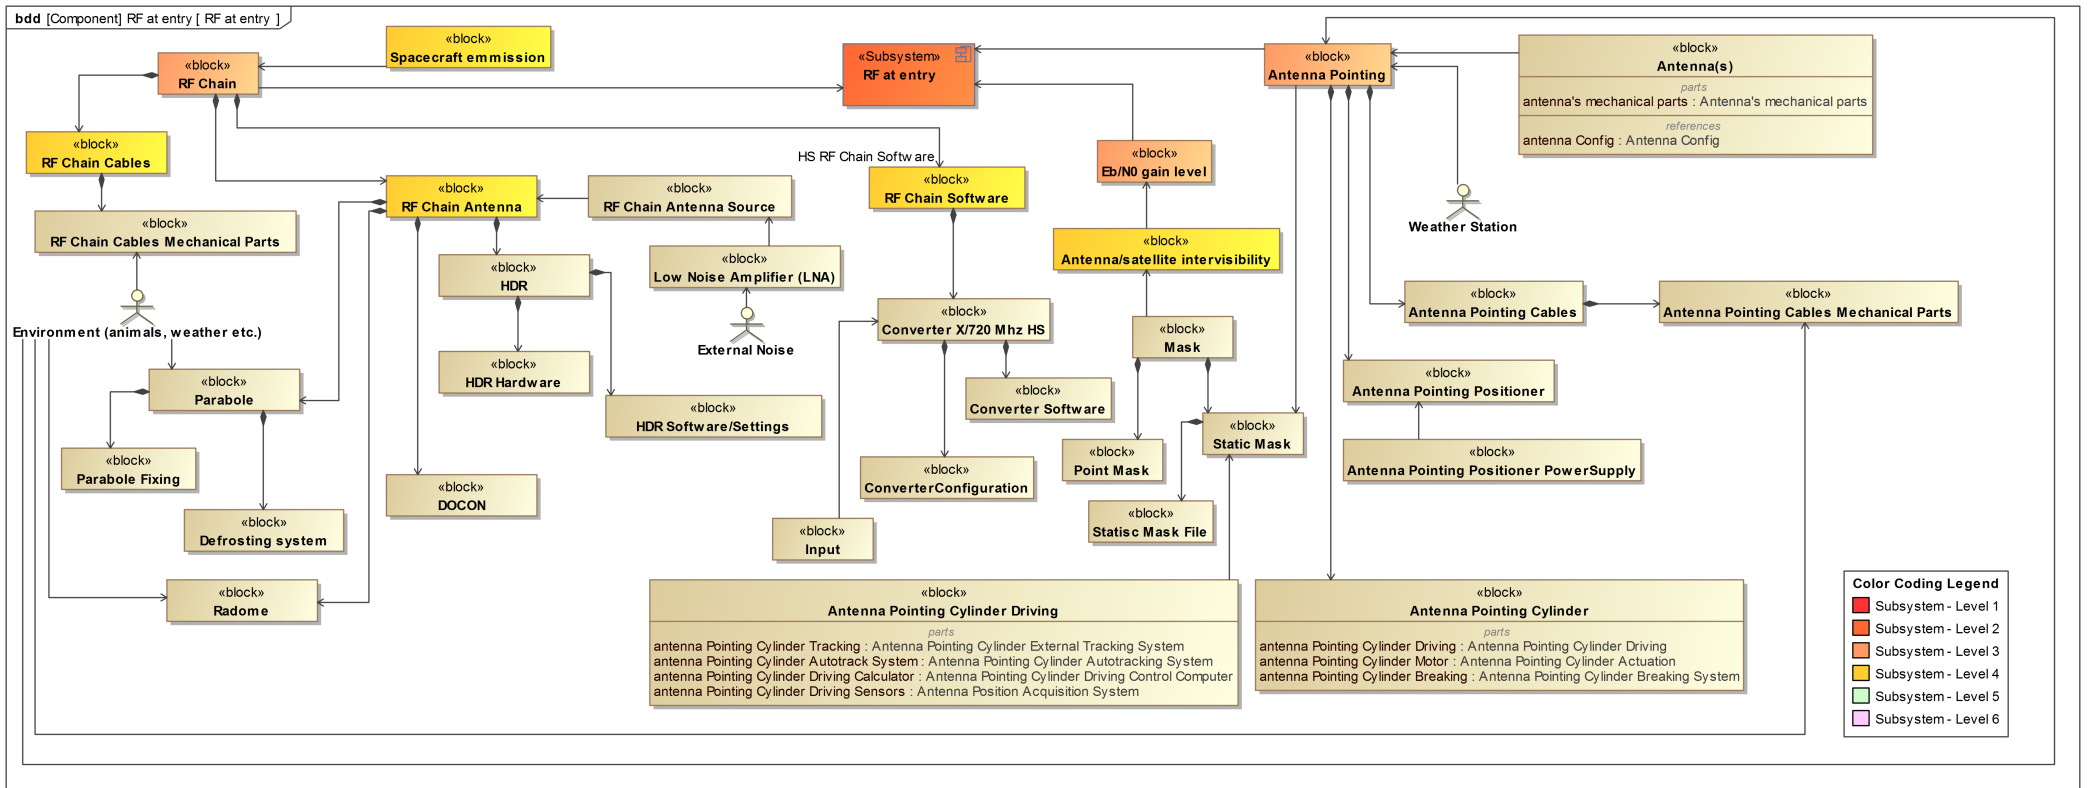 bdd [Component] RF at entry [ RF at entry ]
«block»
Spacecraft emmission
«block»
RF Chain
«Subsystem»
RF at entry
«block»
Antenna Pointing
«block»
Antenna(s)
parts
antenna's mechanical parts : Antenna's mechanical parts
references
antenna Config : Antenna Config
«block»
RF Chain Cables
HS RF Chain Software
«block»
Eb/N0 gain level
«block»
RF Chain Antenna
«block»
RF Chain Antenna Source
«block»
RF Chain Software
Weather Station
«block»
RF Chain Cables Mechanical Parts
«block»
Antenna/satellite intervisibility
«block»
HDR
«block»
Low Noise Amplifier (LNA)
«block»
Converter X/720 Mhz HS
«block»
Antenna Pointing Cables
«block»
Antenna Pointing Cables Mechanical Parts
Environment (animals, weather etc.)
External Noise
«block»
Mask
«block»
HDR Hardware
«block»
Parabole
«block»
Converter Software
«block»
Antenna Pointing Positioner
«block»
HDR Software/Settings
«block»
Static Mask
«block»
Parabole Fixing
«block»
Point Mask
«block»
Antenna Pointing Positioner PowerSupply
«block»
DOCON
«block»
ConverterConfiguration
«block»
Statisc Mask File
«block»
Defrosting system
«block»
Input
«block»
Radome
«block»
Antenna Pointing Cylinder Driving
parts
antenna Pointing Cylinder Tracking : Antenna Pointing Cylinder External Tracking System
antenna Pointing Cylinder Autotrack System : Antenna Pointing Cylinder Autotracking System
antenna Pointing Cylinder Driving Calculator : Antenna Pointing Cylinder Driving Control Computer
antenna Pointing Cylinder Driving Sensors : Antenna Position Acquisition System
«block»
Antenna Pointing Cylinder
parts
antenna Pointing Cylinder Driving : Antenna Pointing Cylinder Driving
antenna Pointing Cylinder Motor : Antenna Pointing Cylinder Actuation
antenna Pointing Cylinder Breaking : Antenna Pointing Cylinder Breaking System
Color Coding Legend
Subsystem - Level 1
Subsystem - Level 2
Subsystem - Level 3
Subsystem - Level 4
Subsystem - Level 5
Subsystem - Level 6